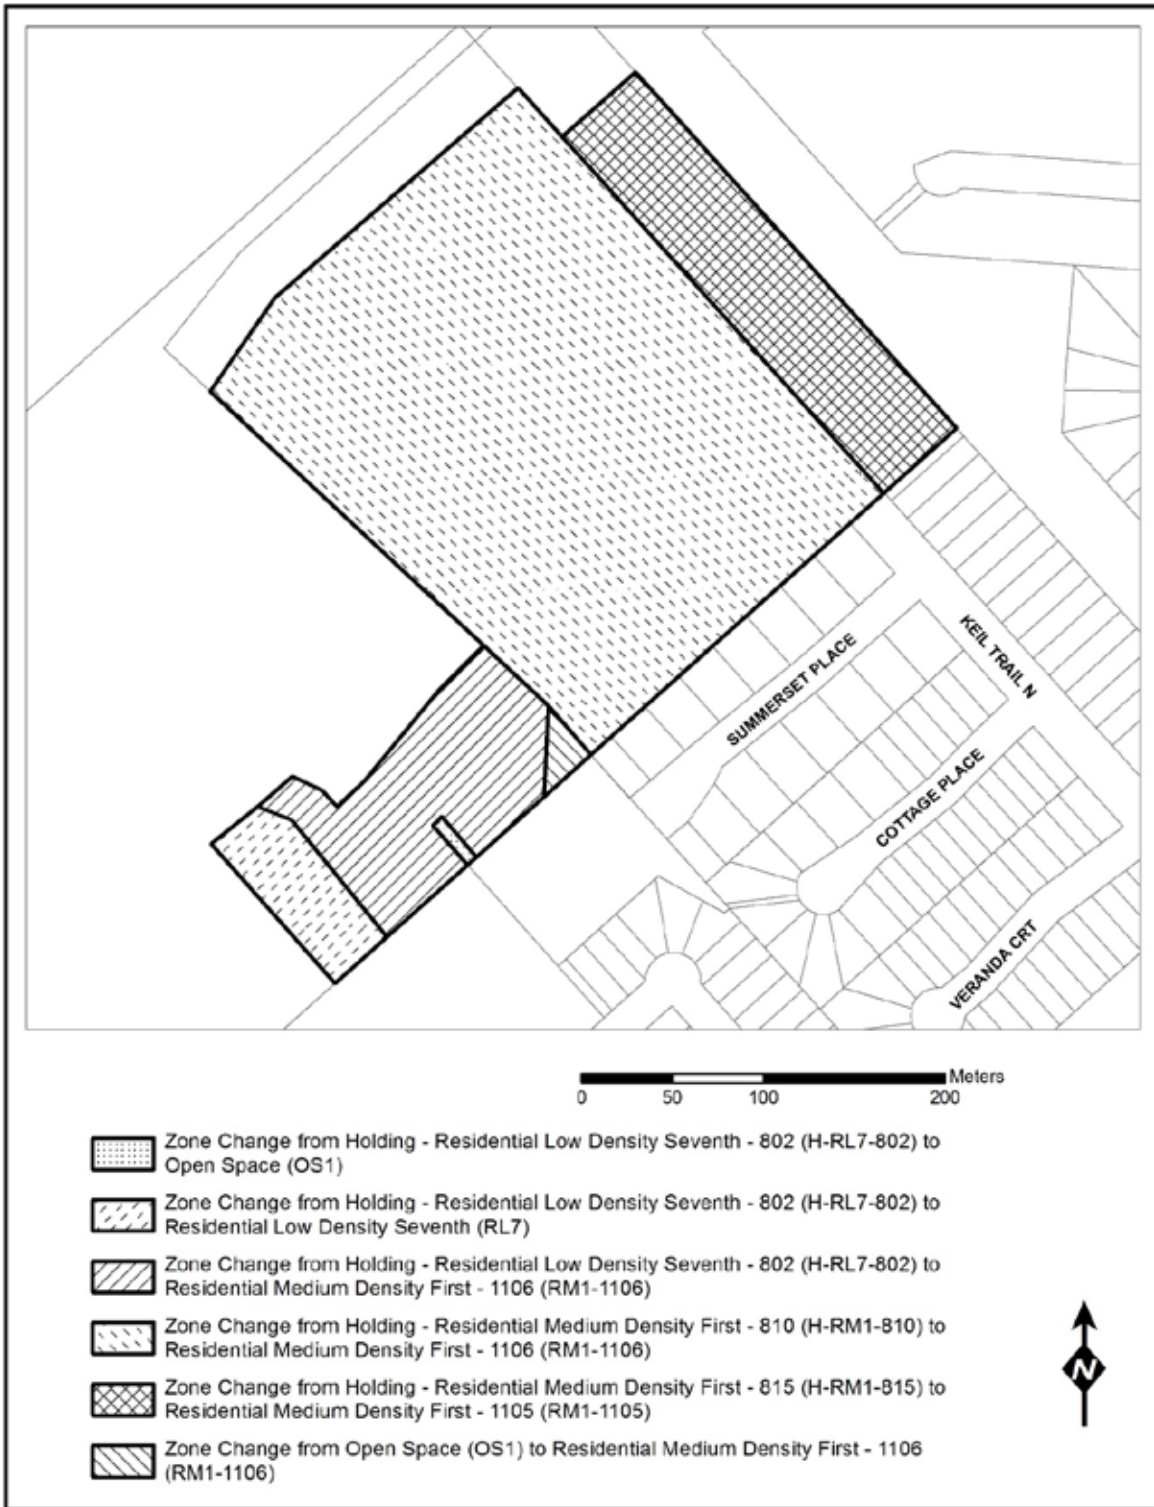 KEIL TRAIL N
SUMMERSET PLACE
COTTAGE PLACE
VERANDA CRT
Meters
0 50 100 200
Zone Change from Holding - Residential Low Density Seventh - 802 (H-RL7-802) to
Open Space (OS1)
Zone Change from Holding - Residential Low Density Seventh - 802 (H-RL7-802) to
Residential Low Density Seventh (RL7)
Zone Change from Holding - Residential Low Density Seventh - 802 (H-RL7-802) to
Residential Medium Density First - 1106 (RM1-1106)
Zone Change from Holding - Residential Medium Density First - 810 (H-RM1-810) to
Residential Medium Density First - 1106 (RM1-1106)
Zone Change from Holding - Residential Medium Density First - 815 (H-RM1-815) to
Residential Medium Density First - 1105 (RM1-1105)
Zone Change from Open Space (OS1) to Residential Medium Density First - 1106
(RM1-1106)
N